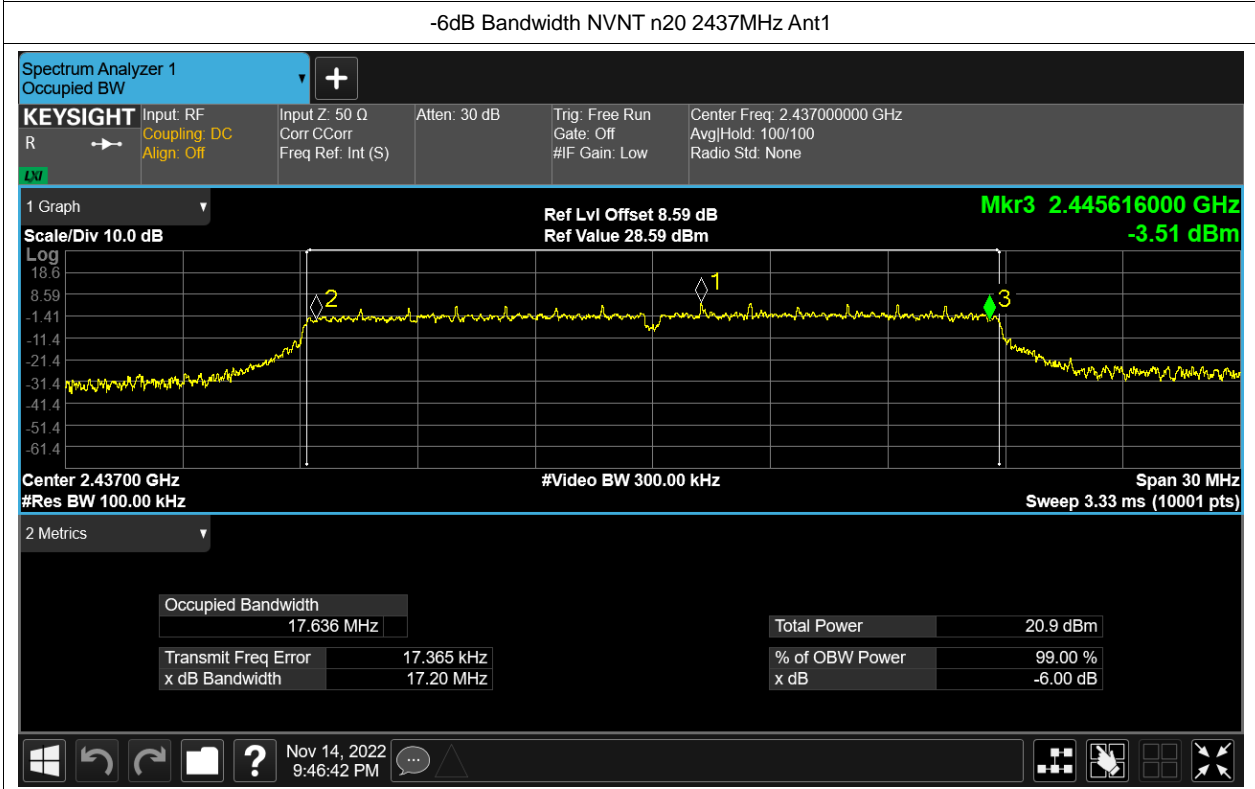 -6dB Bandwidth NVNT n20 2437MHz Ant1
Spectrum Analyzer 1
Occupied BW
KEYSIGHT
R
LXI
Input: RF
Coupling: DC
Align: Off
Input Z: 50 Ω
Corr CCorr
Freq Ref: Int (S)
Atten: 30 dB
Trig: Free Run
Gate: Off
#IF Gain: Low
Center Freq: 2.437000000 GHz
Avg|Hold: 100/100
Radio Std: None
1 Graph
Scale/Div 10.0 dB
Ref Lvl Offset 8.59 dB
Ref Value 28.59 dBm
Mkr3 2.445616000 GHz
-3.51 dBm
Log
18.6
8.59
-1.41
-11.4
-21.4
-31.4
-41.4
-51.4
-61.4
2
1
3
Center 2.43700 GHz
#Res BW 100.00 kHz
#Video BW 300.00 kHz
Span 30 MHz
Sweep 3.33 ms (10001 pts)
2 Metrics
Occupied Bandwidth
17.636 MHz
Transmit Freq Error 17.365 kHz
x dB Bandwidth 17.20 MHz
Total Power 20.9 dBm
% of OBW Power 99.00 %
x dB -6.00 dB
?
Nov 14, 2022
9:46:42 PM